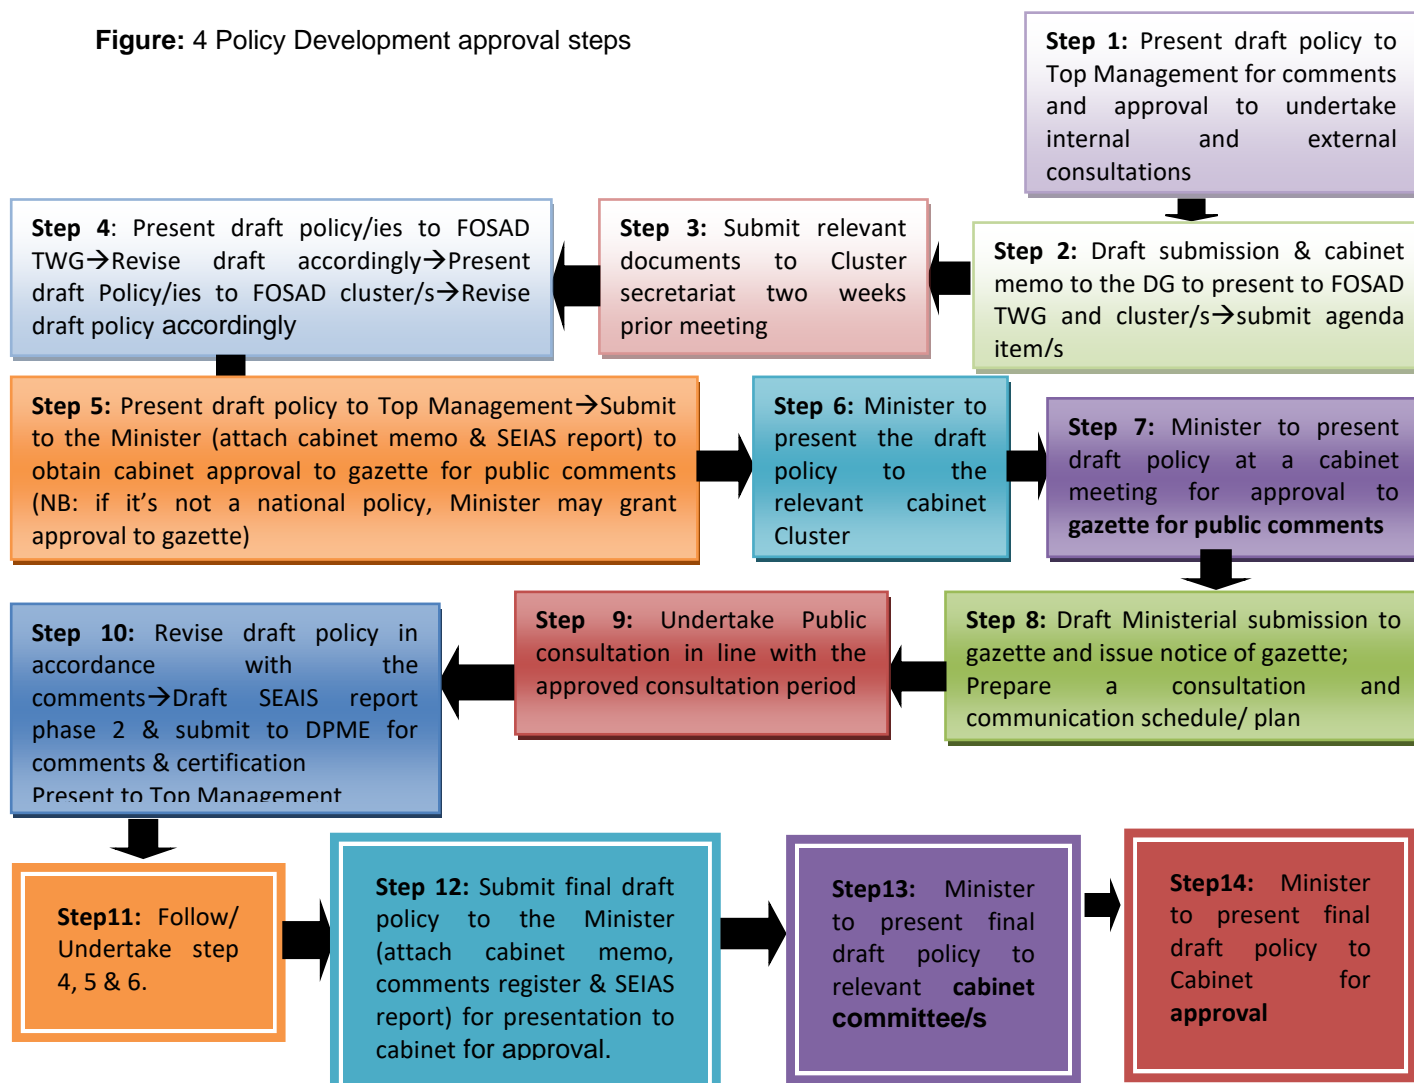 Figure: 4 Policy Development approval steps
Step 1: Present draft policy to
Top Management for comments
and approval to undertake
internal and external
consultations
Step 2: Draft submission & cabinet
memo to the DG to present to FOSAD
TWG and cluster/s→submit agenda
item/s
Step 3: Submit relevant
documents to Cluster
secretariat two weeks
prior meeting
Step 4: Present draft policy/ies to FOSAD
TWG→Revise draft accordingly→Present
draft Policy/ies to FOSAD cluster/s→Revise
draft policy accordingly
Step 5: Present draft policy to Top Management→Submit
to the Minister (attach cabinet memo & SEIAS report) to
obtain cabinet approval to gazette for public comments
(NB: if it’s not a national policy, Minister may grant
approval to gazette)
Step 6: Minister to
present the draft
policy to the
relevant cabinet
Cluster
Step 7: Minister to present
draft policy at a cabinet
meeting for approval to
gazette for public comments
Step 8: Draft Ministerial submission to
gazette and issue notice of gazette;
Prepare a consultation and
communication schedule/ plan
Step 9: Undertake Public
consultation in line with the
approved consultation period
Step 10: Revise draft policy in
accordance with the
comments→Draft SEAIS report
phase 2 & submit to DPME for
comments & certification
Present to Top Management
Step11: Follow/
Undertake step
4, 5 & 6.
Step 12: Submit final draft
policy to the Minister
(attach cabinet memo,
comments register & SEIAS
report) for presentation to
cabinet for approval.
Step13: Minister
to present final
draft policy to
relevant cabinet
committee/s
Step14: Minister
to present final
draft policy to
Cabinet for
approval